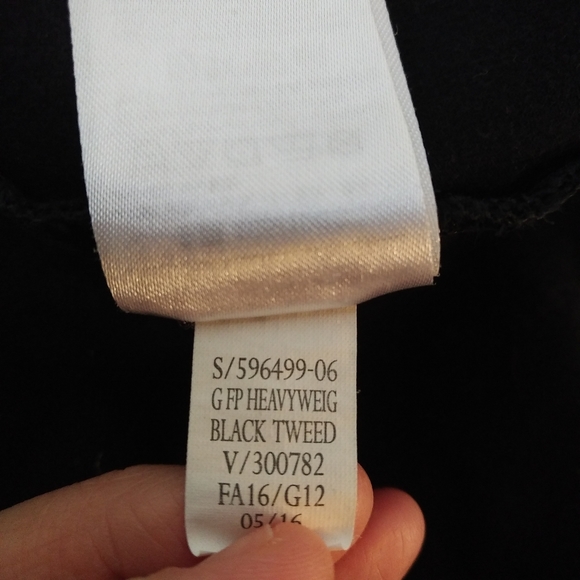 S/596499-06
G FP HEAVYWEIG
BLACK TWEED
V/300782
FA16/G12
05/16